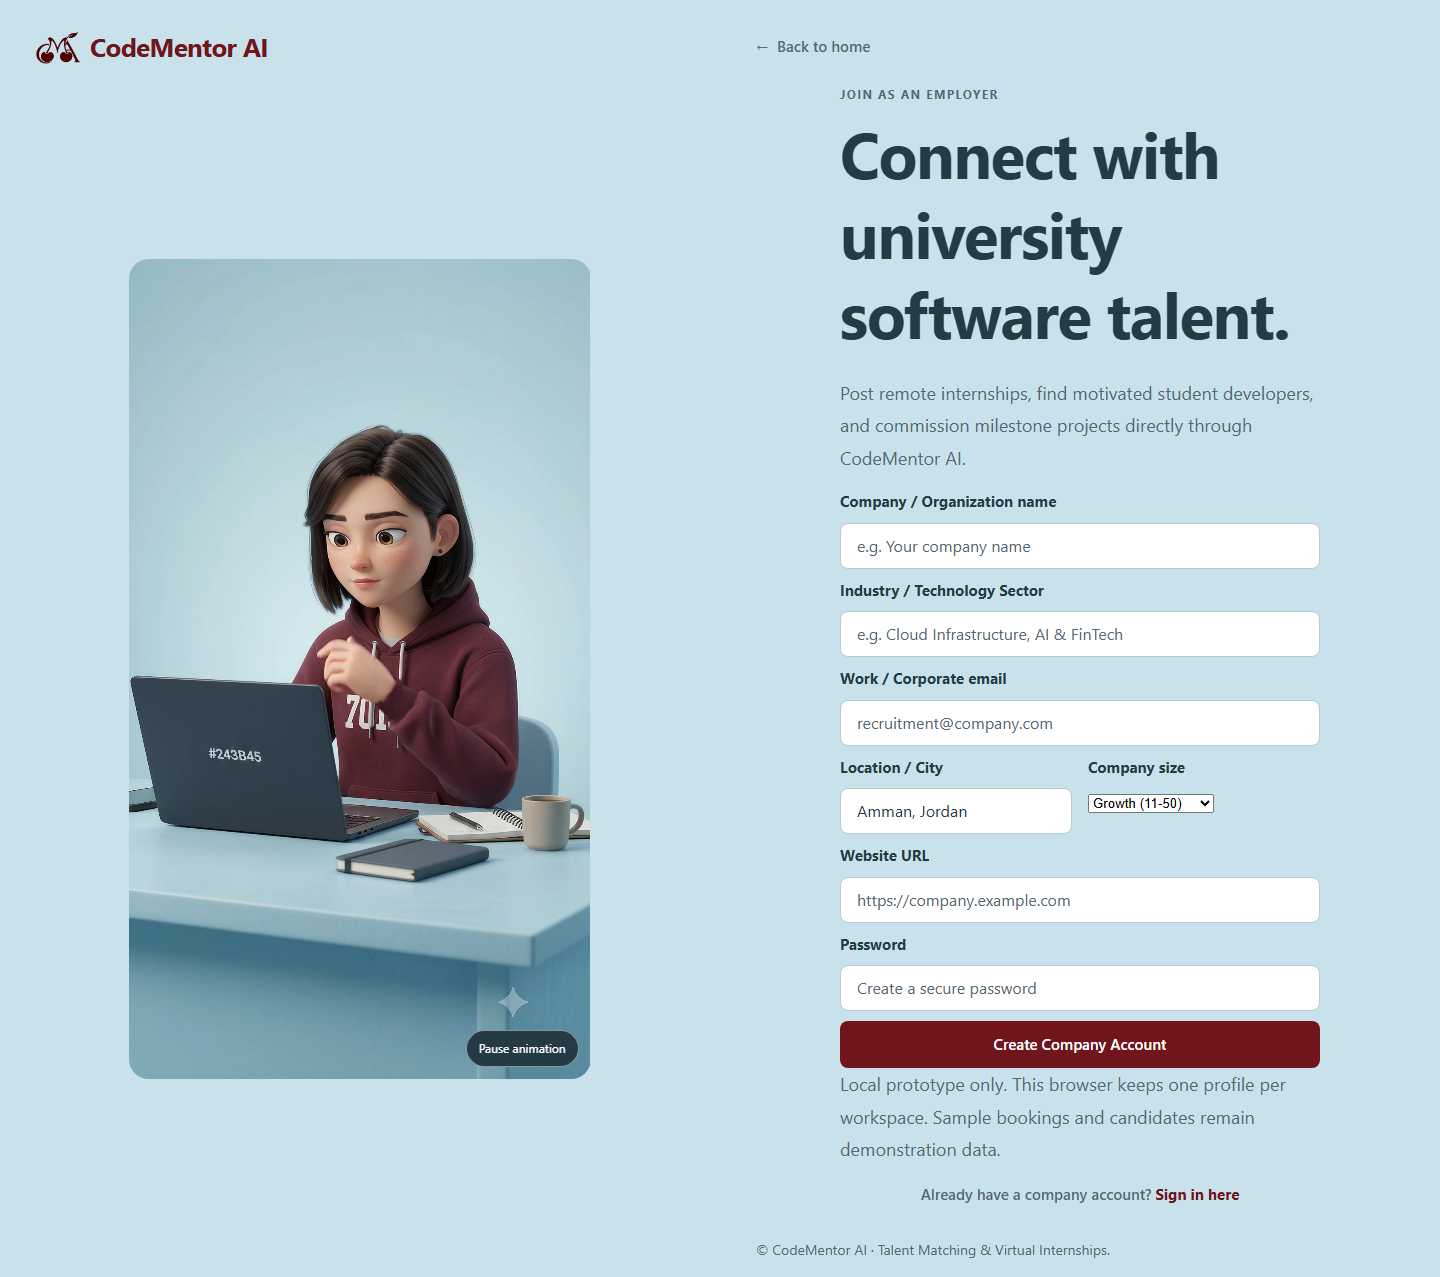 CodeMentor AI
← Back to home
JOIN AS AN EMPLOYER
Connect with
university
software talent.
Post remote internships, find motivated student developers,
and commission milestone projects directly through
CodeMentor AI.
Company / Organization name
e.g. Your company name
Industry / Technology Sector
e.g. Cloud Infrastructure, AI & FinTech
Work / Corporate email
recruitment@company.com
Location / City
Company size
Amman, Jordan
Growth (11-50)
Website URL
https://company.example.com
Password
Create a secure password
Create Company Account
Local prototype only. This browser keeps one profile per
workspace. Sample bookings and candidates remain
demonstration data.
Already have a company account? Sign in here
© CodeMentor AI · Talent Matching & Virtual Internships.
#243B45
Pause animation